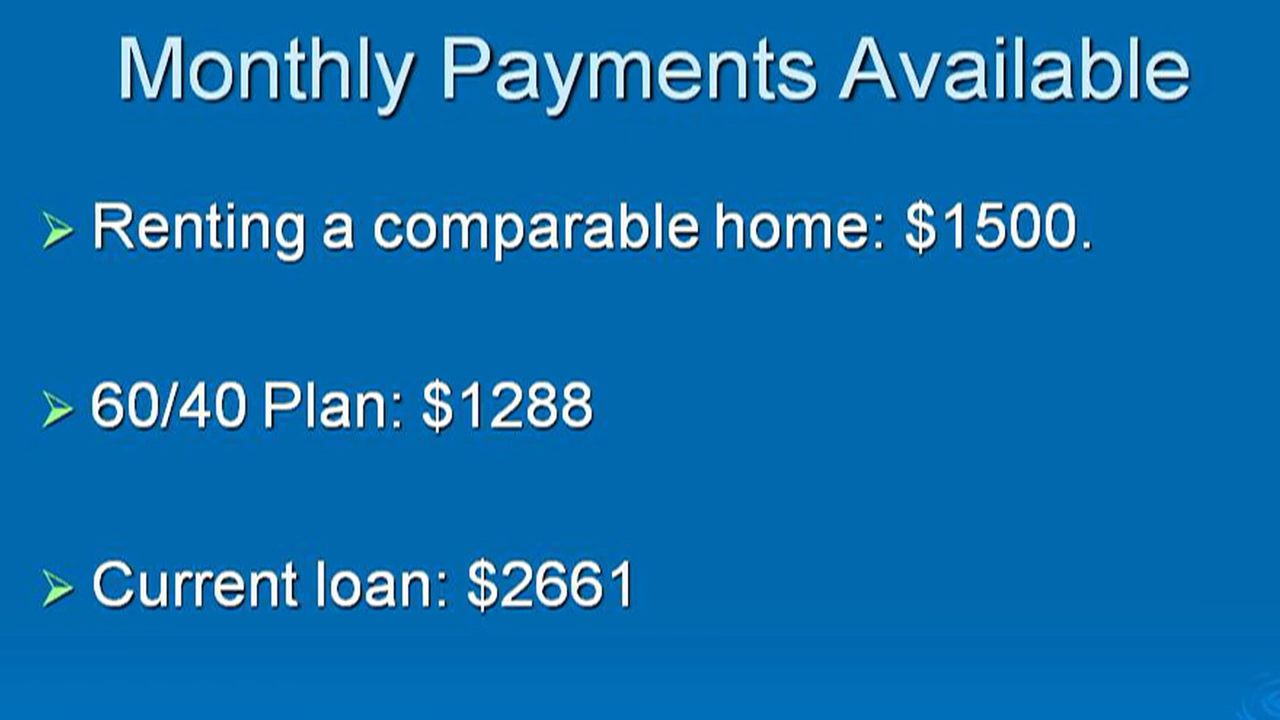 Monthly Payments Available
Renting a comparable home: $1500.
60/40 Plan: $1288
Current loan: $2661